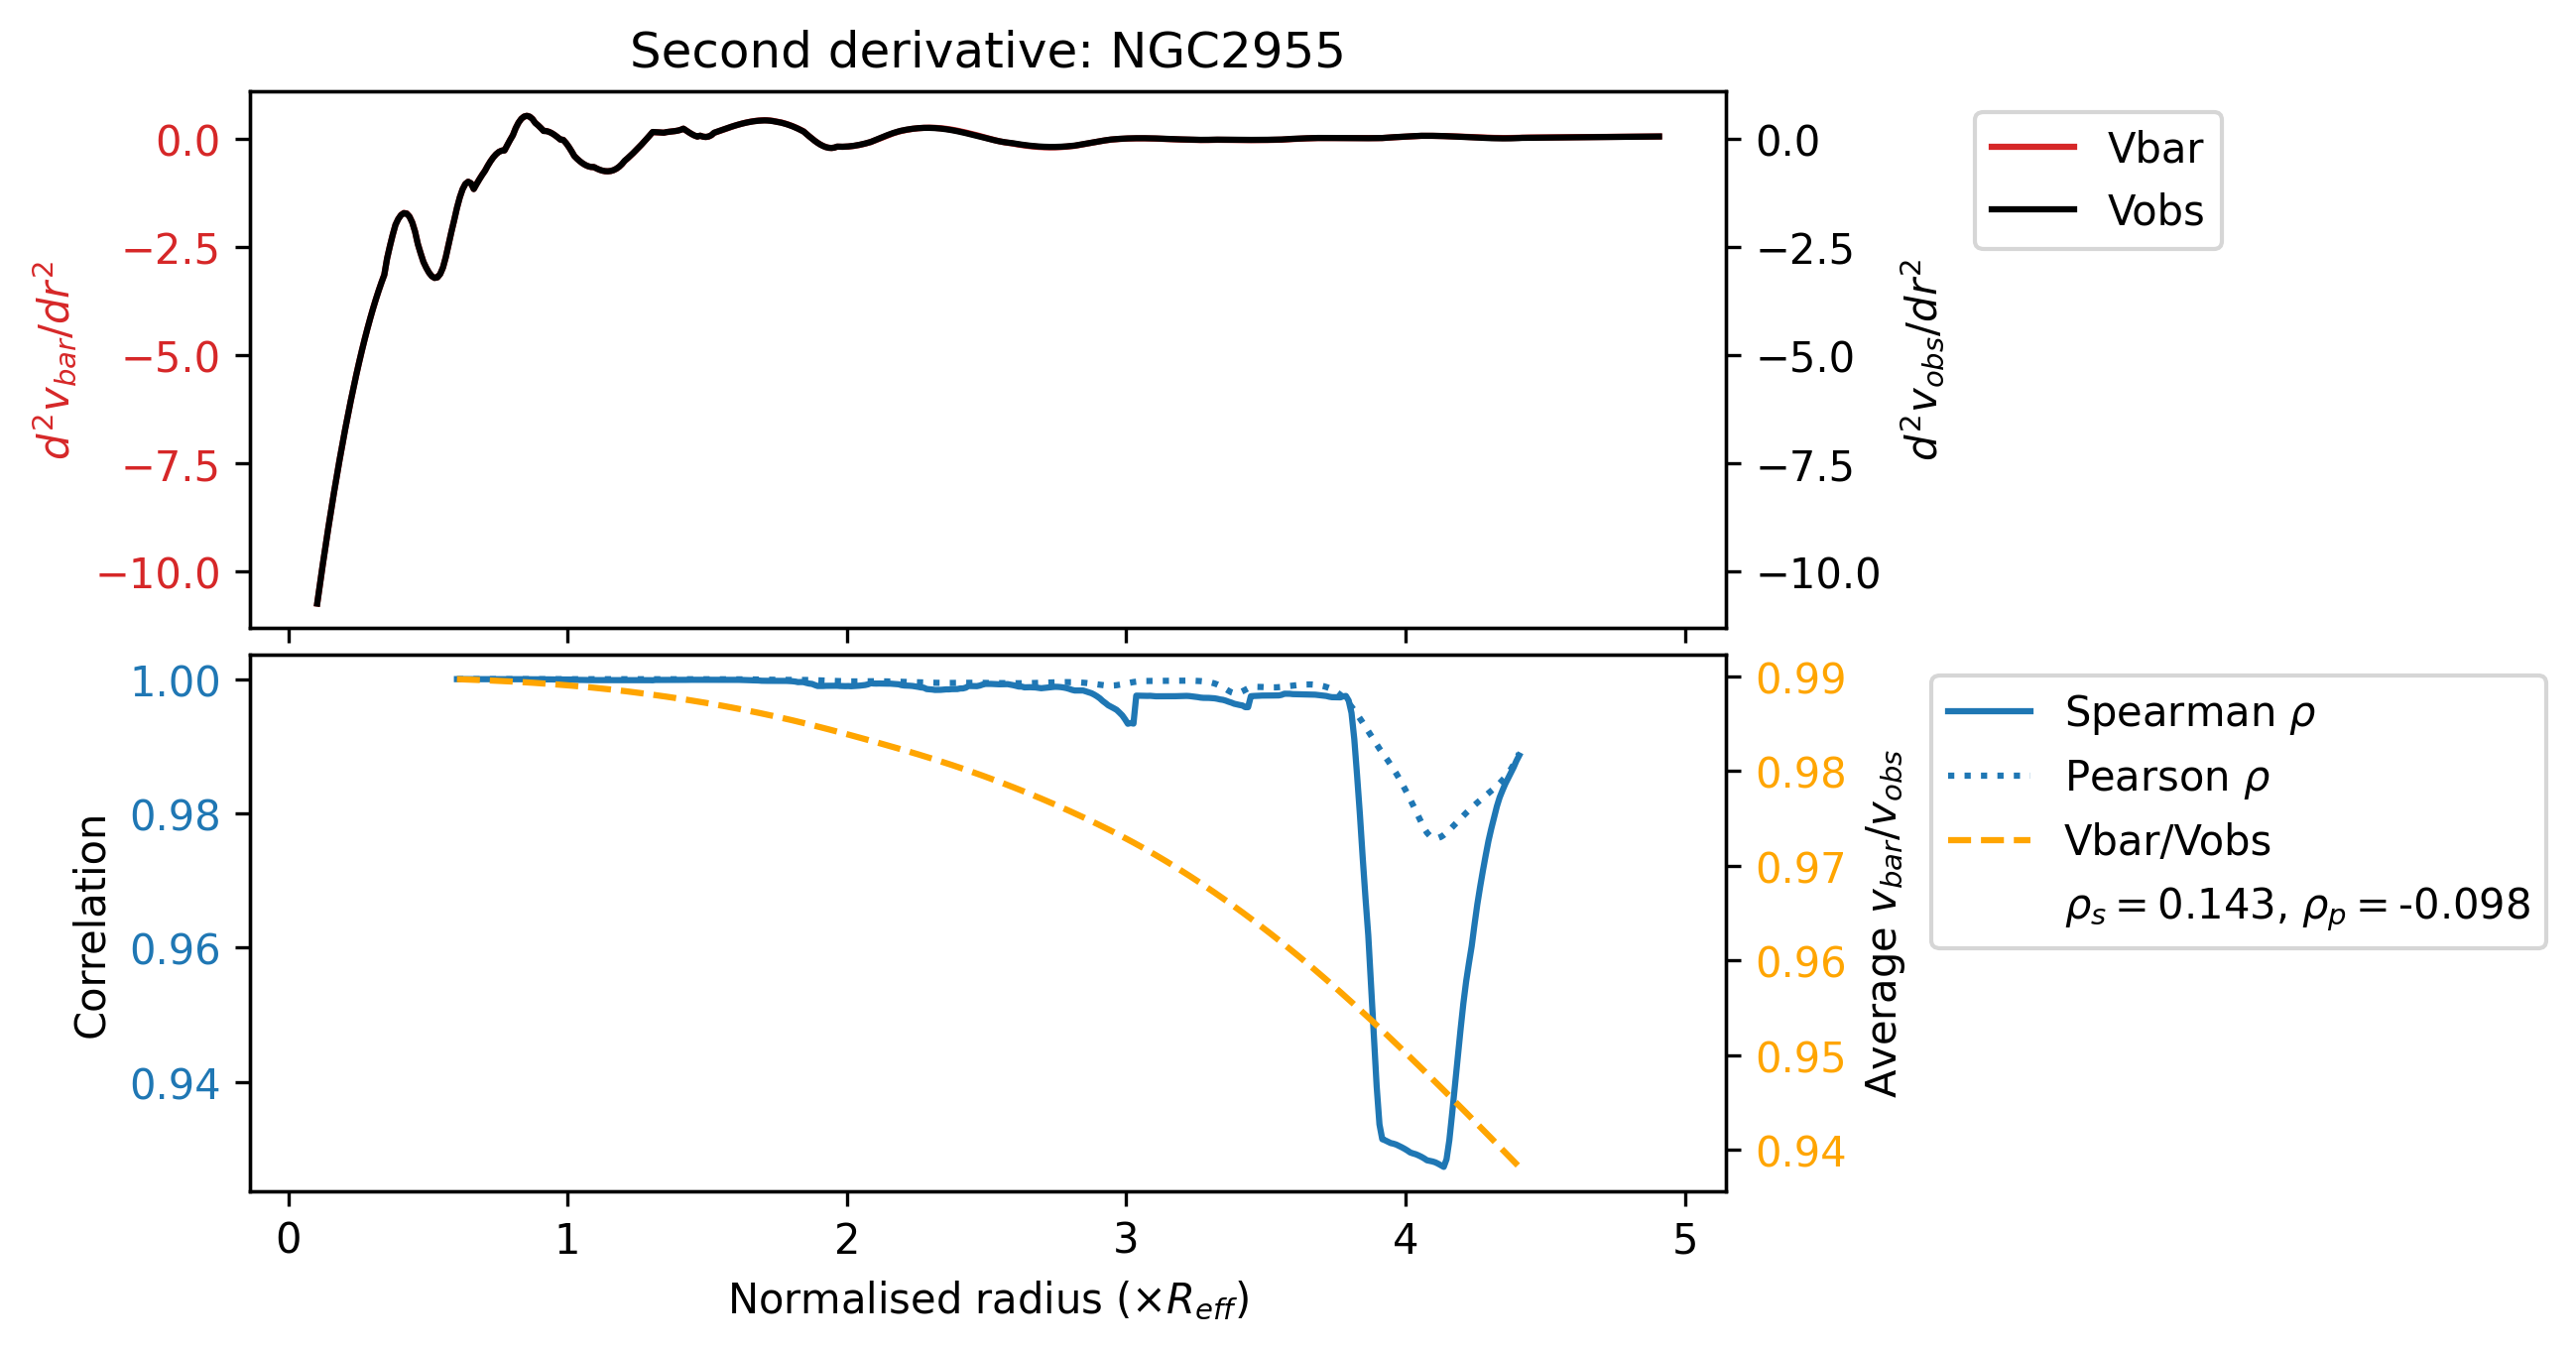 Second derivative: NGC2955
0.0
−2.5
−5.0
−7.5
−10.0
d²v_bar/dr²
0.0
−2.5
−5.0
−7.5
−10.0
d²v_obs/dr²
Vbar
Vobs
1.00
0.98
0.96
0.94
Correlation
0.99
0.98
0.97
0.96
0.95
0.94
Average v_bar/v_obs
Spearman ρ
Pearson ρ
Vbar/Vobs
ρ_s = 0.143, ρ_p = -0.098
0 1 2 3 4 5
Normalised radius (×R_eff)